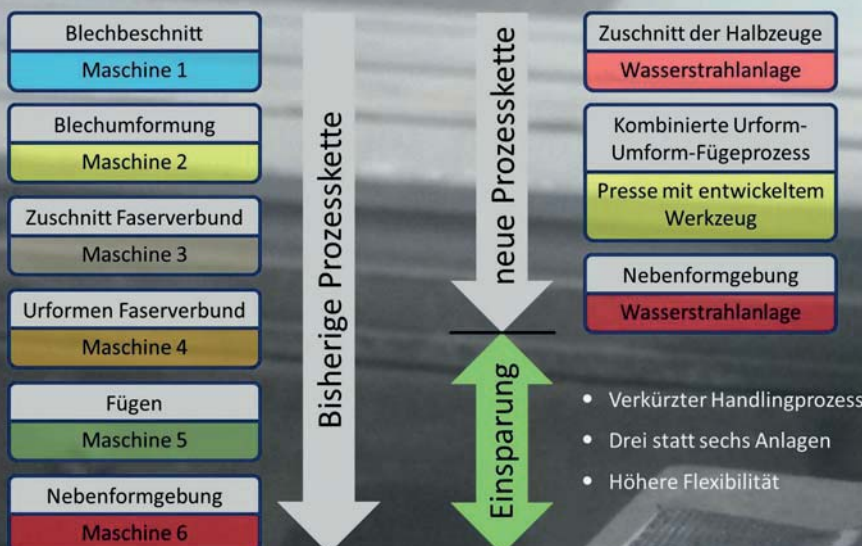 Blechbeschnitt
Maschine 1
Blechumformung
Maschine 2
Zuschnitt Faserverbund
Maschine 3
Urformen Faserverbund
Maschine 4
Fügen
Maschine 5
Nebenformgebung
Maschine 6
Bisherige Prozesskette
neue Prozesskette
Einsparung
Zuschnitt der Halbzeuge
Wasserstrahlanlage
Kombinierte Urform-
Umform-Fügeprozess
Presse mit entwickeltem
Werkzeug
Nebenformgebung
Wasserstrahlanlage
• Verkürzter Handlingprozess
• Drei statt sechs Anlagen
• Höhere Flexibilität